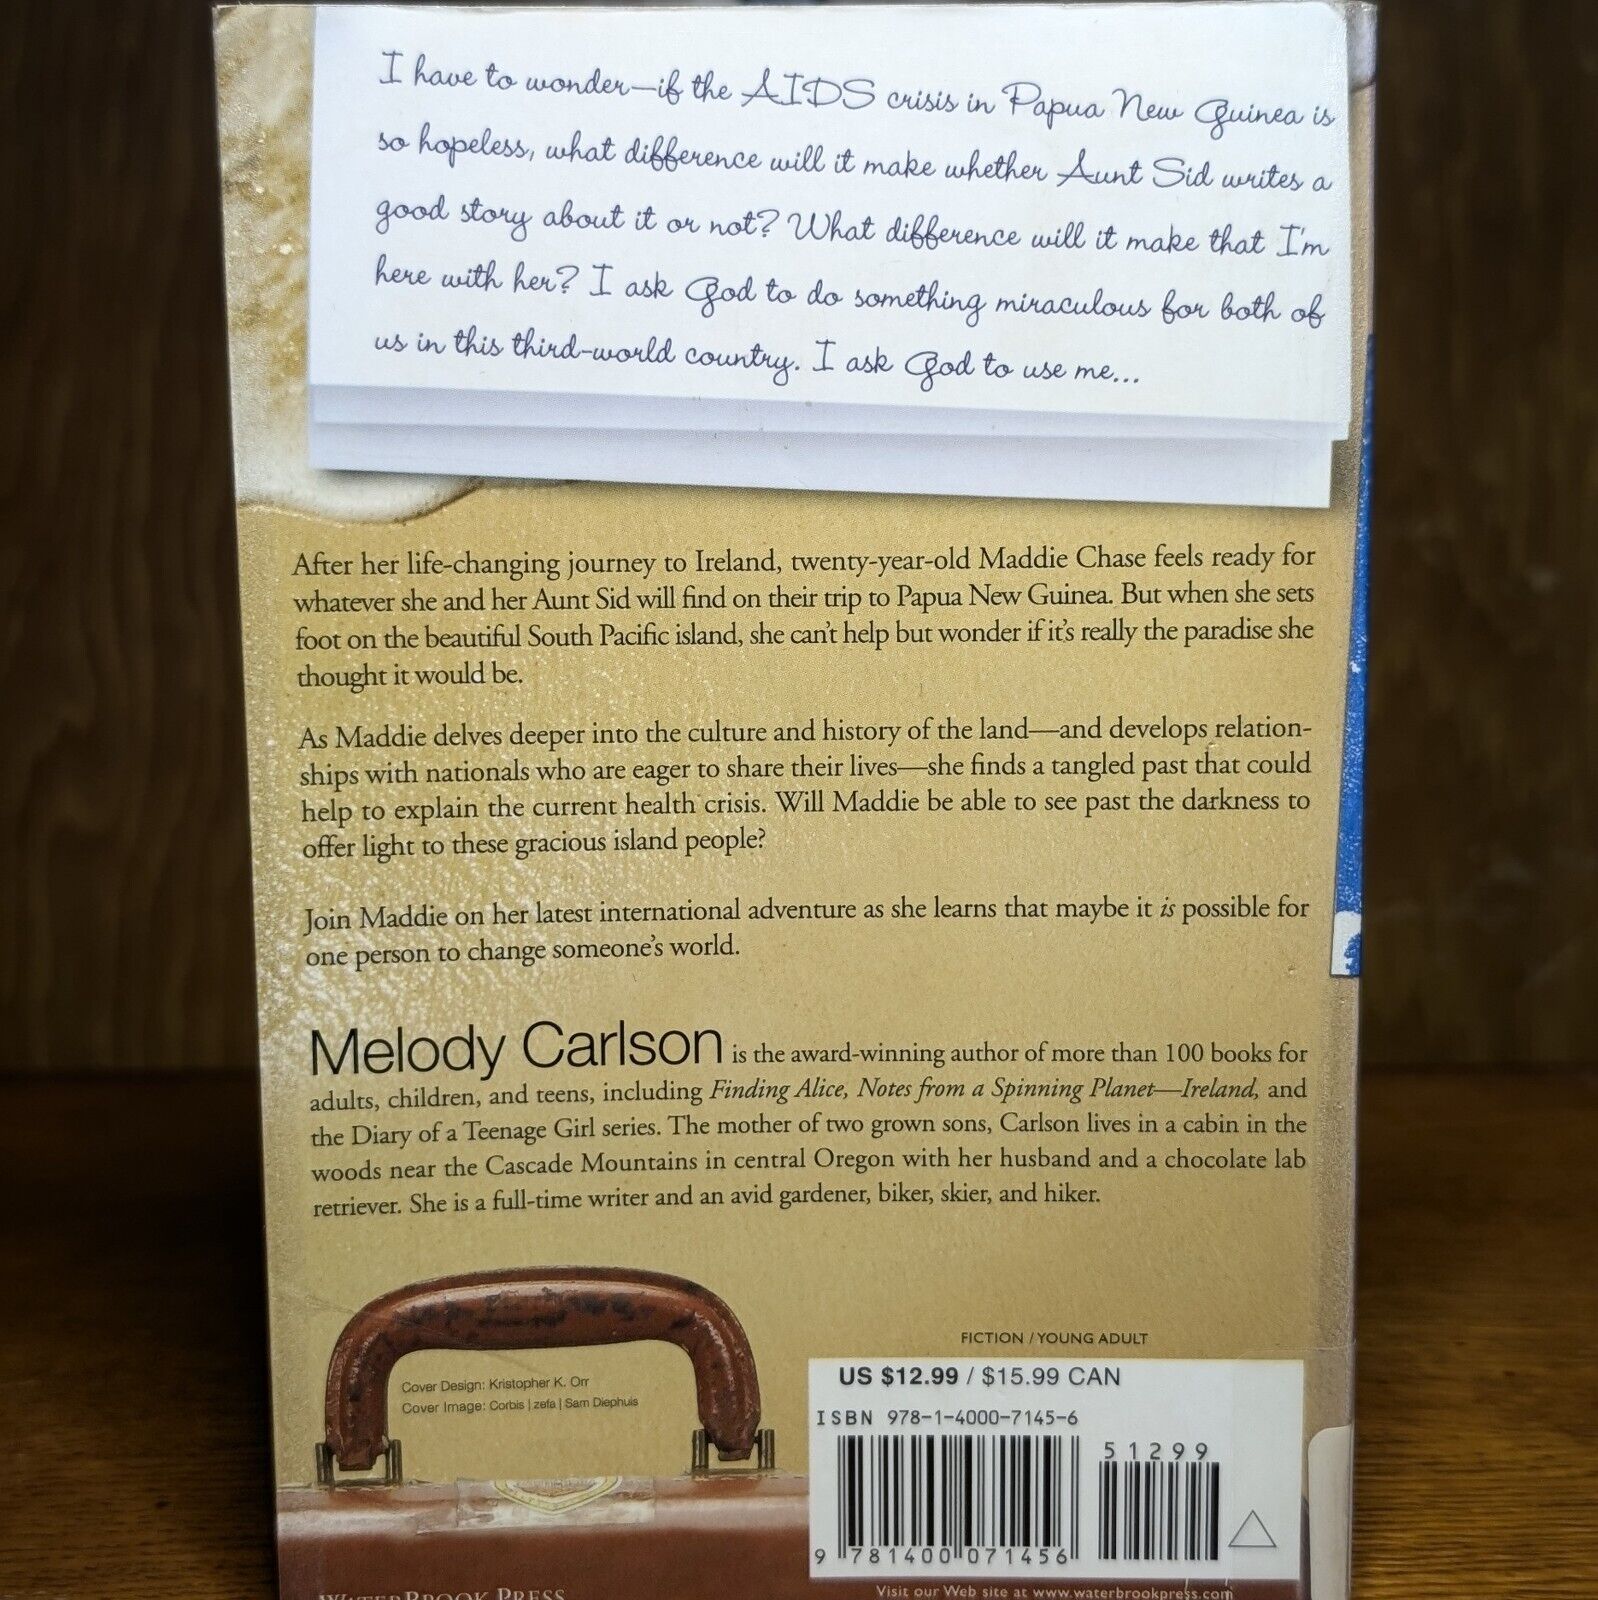 I have to wonder—if the AIDS crisis in Papua New Guinea is
so hopeless, what difference will it make whether Aunt Sid writes a
good story about it or not? What difference will it make that I'm
here with her? I ask God to do something miraculous for both of
us in this third-world country. I ask God to use me...
After her life-changing journey to Ireland, twenty-year-old Maddie Chase feels ready for
whatever she and her Aunt Sid will find on their trip to Papua New Guinea. But when she sets
foot on the beautiful South Pacific island, she can't help but wonder if it's really the paradise she
thought it would be.
As Maddie delves deeper into the culture and history of the land—and develops relation-
ships with nationals who are eager to share their lives—she finds a tangled past that could
help to explain the current health crisis. Will Maddie be able to see past the darkness to
offer light to these gracious island people?
Join Maddie on her latest international adventure as she learns that maybe it is possible for
one person to change someone's world.
Melody Carlson is the award-winning author of more than 100 books for
adults, children, and teens, including Finding Alice, Notes from a Spinning Planet—Ireland, and
the Diary of a Teenage Girl series. The mother of two grown sons, Carlson lives in a cabin in the
woods near the Cascade Mountains in central Oregon with her husband and a chocolate lab
retriever. She is a full-time writer and an avid gardener, biker, skier, and hiker.
FICTION / YOUNG ADULT
US $12.99 / $15.99 CAN
Cover Design: Kristopher K. Orr
Cover Image: Corbis | zefa | Sam Diephuis
ISBN 978-1-4000-7145-6
51299
9 781400 071456
WATERBROOK PRESS
Visit our Web site at www.waterbrookpress.com